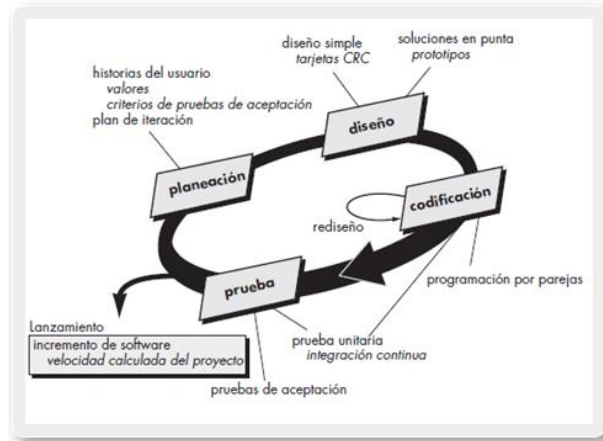 diseño simple
tarjetas CRC
soluciones en punta
prototipos
historias del usuario
valores
criterios de pruebas de aceptación
plan de iteración
diseño
planeación
codificación
rediseño
prueba
programación por parejas
Lanzamiento
incremento de software
velocidad calculada del proyecto
prueba unitaria
integración continua
pruebas de aceptación